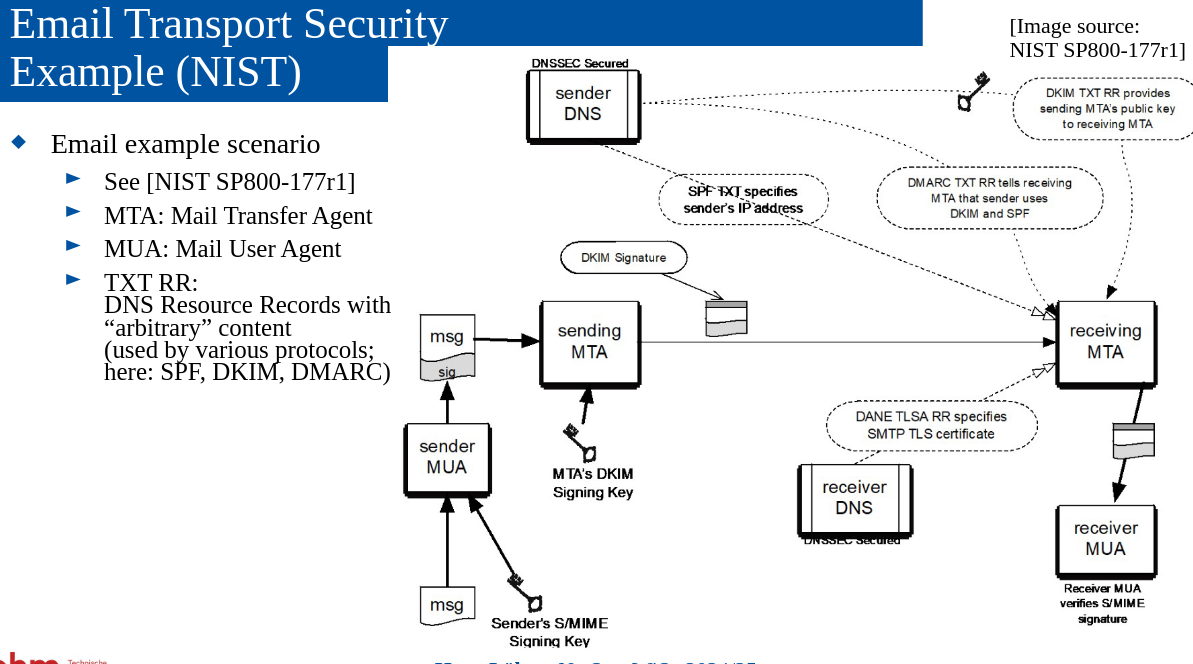 Email Transport Security
Example (NIST)
[Image source:
NIST SP800-177r1]
Email example scenario
See [NIST SP800-177r1]
MTA: Mail Transfer Agent
MUA: Mail User Agent
TXT RR:
DNS Resource Records with
“arbitrary” content
(used by various protocols;
here: SPF, DKIM, DMARC)
DNSSEC Secured
sender
DNS
DKIM TXT RR provides
sending MTA's public key
to receiving MTA
SPF TXT specifies
sender's IP address
DMARC TXT RR tells receiving
MTA that sender uses
DKIM and SPF
DKIM Signature
msg
sig
sending
MTA
receiving
MTA
sender
MUA
MTA's DKIM
Signing Key
DANE TLSA RR specifies
SMTP TLS certificate
receiver
DNS
DNSSEC Secured
receiver
MUA
Receiver MUA
verifies S/MIME
signature
msg
Sender's S/MIME
Signing Key
ohm
Technische